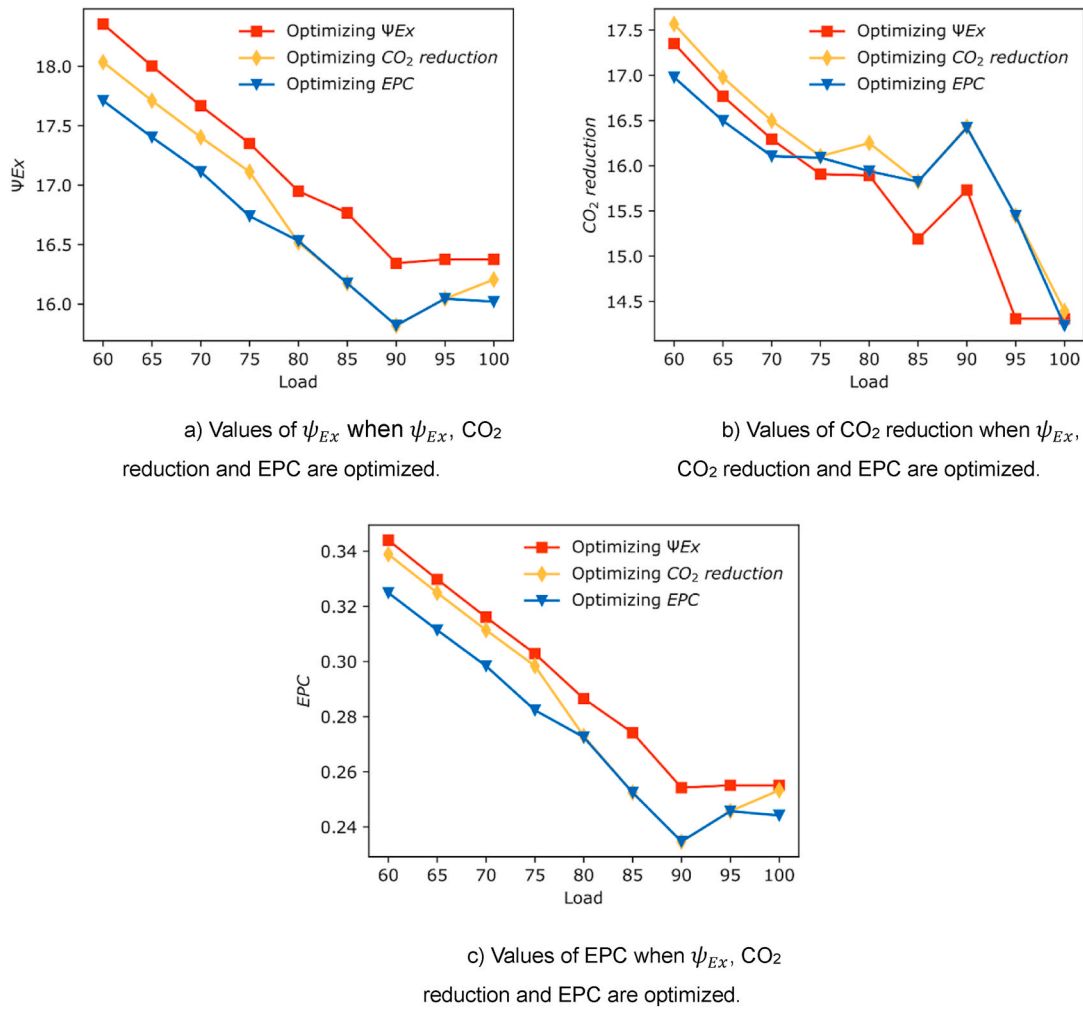 Optimizing ΨEx
Optimizing CO₂ reduction
Optimizing EPC
18.0
17.5
17.0
16.5
16.0
ΨEx
60 65 70 75 80 85 90 95 100
Load
a) Values of ψ_Ex when ψ_Ex, CO₂
reduction and EPC are optimized.
Optimizing ΨEx
Optimizing CO₂ reduction
Optimizing EPC
17.5
17.0
16.5
16.0
15.5
15.0
14.5
CO₂ reduction
60 65 70 75 80 85 90 95 100
Load
b) Values of CO₂ reduction when ψ_Ex,
CO₂ reduction and EPC are optimized.
Optimizing ΨEx
Optimizing CO₂ reduction
Optimizing EPC
0.34
0.32
0.30
0.28
0.26
0.24
EPC
60 65 70 75 80 85 90 95 100
Load
c) Values of EPC when ψ_Ex, CO₂
reduction and EPC are optimized.